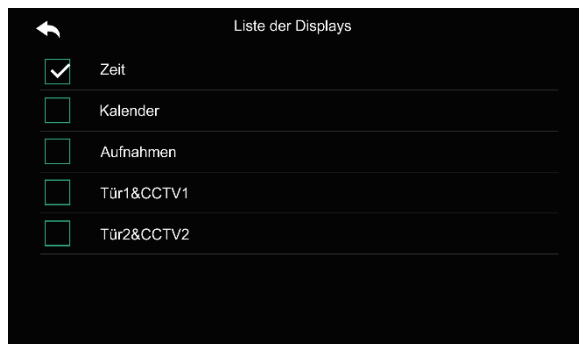 Liste der Displays
Zeit
Kalender
Aufnahmen
Tür1&CCTV1
Tür2&CCTV2